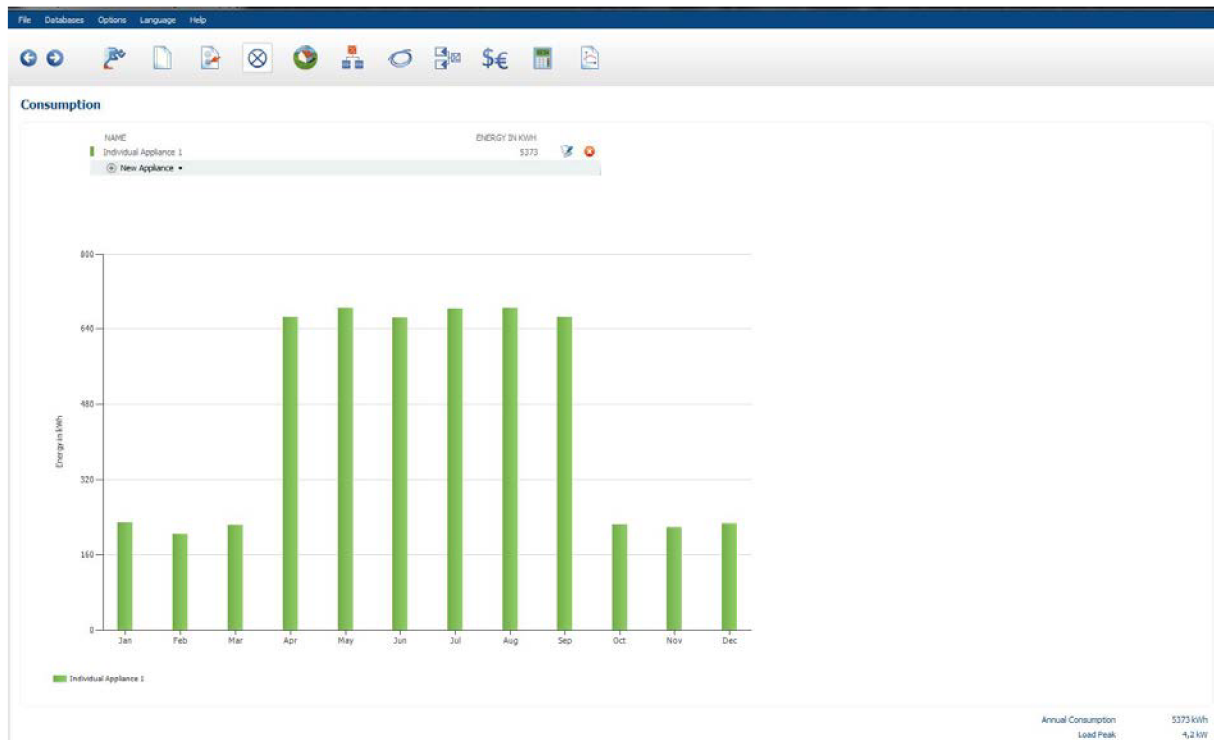 File Databases Options Language Help
$€
Consumption
NAME ENERGY IN KWH
Individual Appliance 1 5373
New Appliance
800
640
480
320
160
0
Energy in kWh
Jan Feb Mar Apr May Jun Jul Aug Sep Oct Nov Dec
Individual Appliance 1
Annual Consumption 5373 kWh
Load Peak 4,2 kW